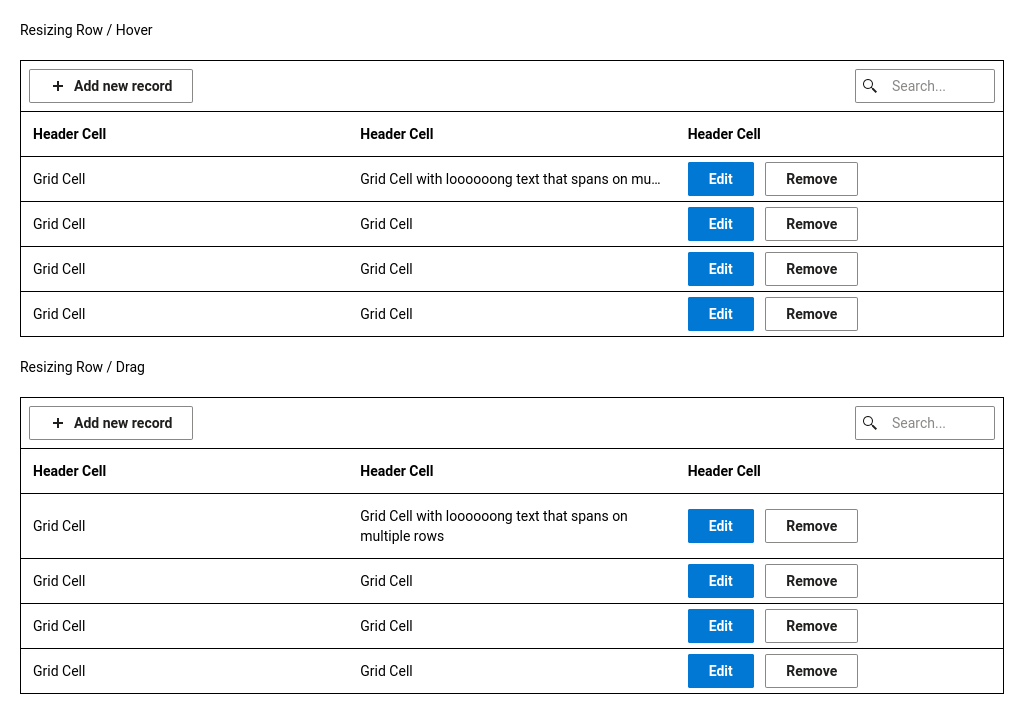 Resizing Row / Hover
Add new record Search...
Header Cell Header Cell Header Cell
Grid Cell Grid Cell with loooooong text that spans on mu... Edit Remove
Grid Cell Grid Cell Edit Remove
Grid Cell Grid Cell Edit Remove
Grid Cell Grid Cell Edit Remove
Resizing Row / Drag
Add new record Search...
Header Cell Header Cell Header Cell
Grid Cell Grid Cell with loooooong text that spans on
multiple rows Edit Remove
Grid Cell Grid Cell Edit Remove
Grid Cell Grid Cell Edit Remove
Grid Cell Grid Cell Edit Remove